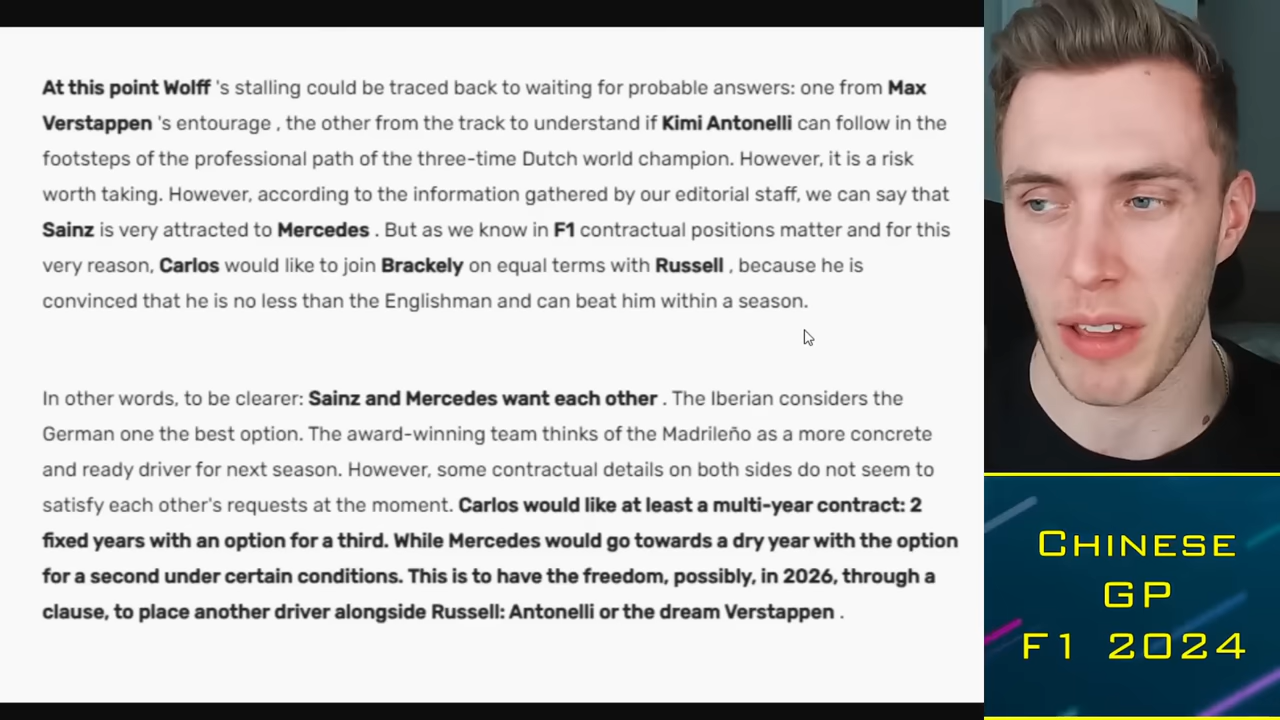 At this point Wolff 's stalling could be traced back to waiting for probable answers: one from Max
Verstappen 's entourage , the other from the track to understand if Kimi Antonelli can follow in the
footsteps of the professional path of the three-time Dutch world champion. However, it is a risk
worth taking. However, according to the information gathered by our editorial staff, we can say that
Sainz is very attracted to Mercedes . But as we know in F1 contractual positions matter and for this
very reason, Carlos would like to join Brackely on equal terms with Russell , because he is
convinced that he is no less than the Englishman and can beat him within a season.
In other words, to be clearer: Sainz and Mercedes want each other . The Iberian considers the
German one the best option. The award-winning team thinks of the Madrileño as a more concrete
and ready driver for next season. However, some contractual details on both sides do not seem to
satisfy each other's requests at the moment. Carlos would like at least a multi-year contract: 2
fixed years with an option for a third. While Mercedes would go towards a dry year with the option
for a second under certain conditions. This is to have the freedom, possibly, in 2026, through a
clause, to place another driver alongside Russell: Antonelli or the dream Verstappen .
CHINESE
GP
F1 2024